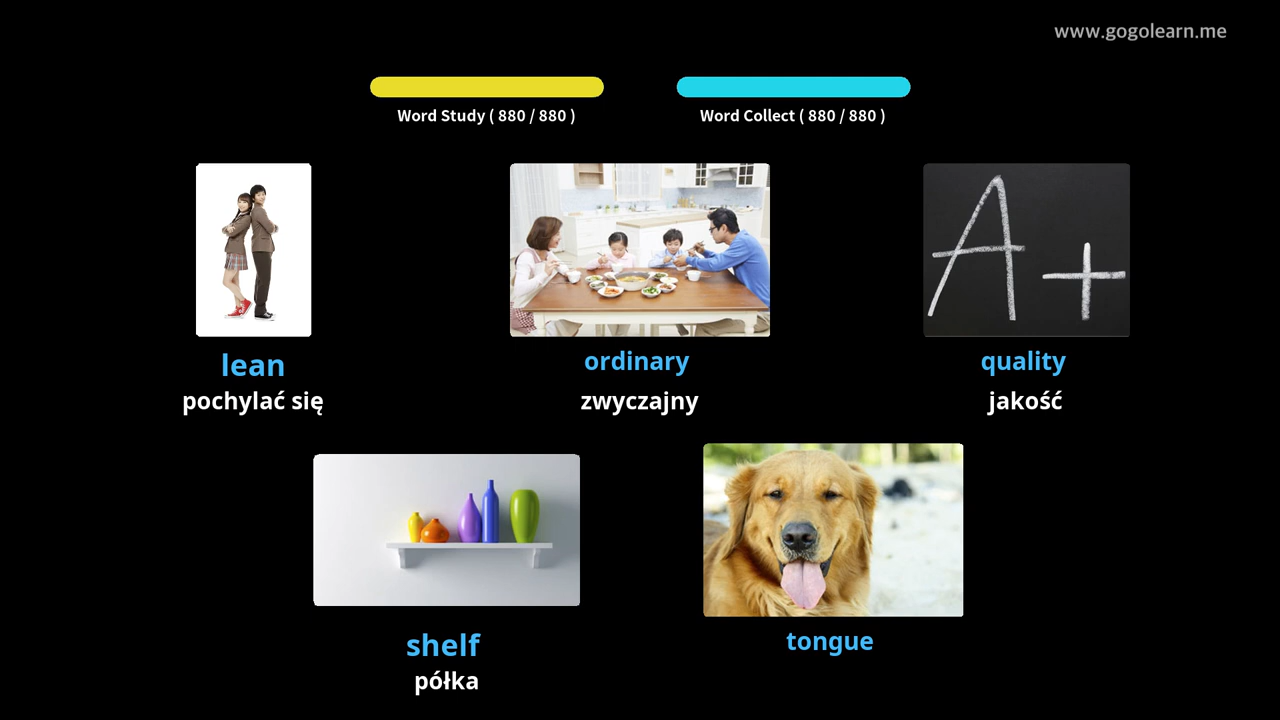 www.gogolearn.me
Word Study ( 880 / 880 )
Word Collect ( 880 / 880 )
A+
lean
ordinary
quality
pochylać się
zwyczajny
jakość
shelf
tongue
półka